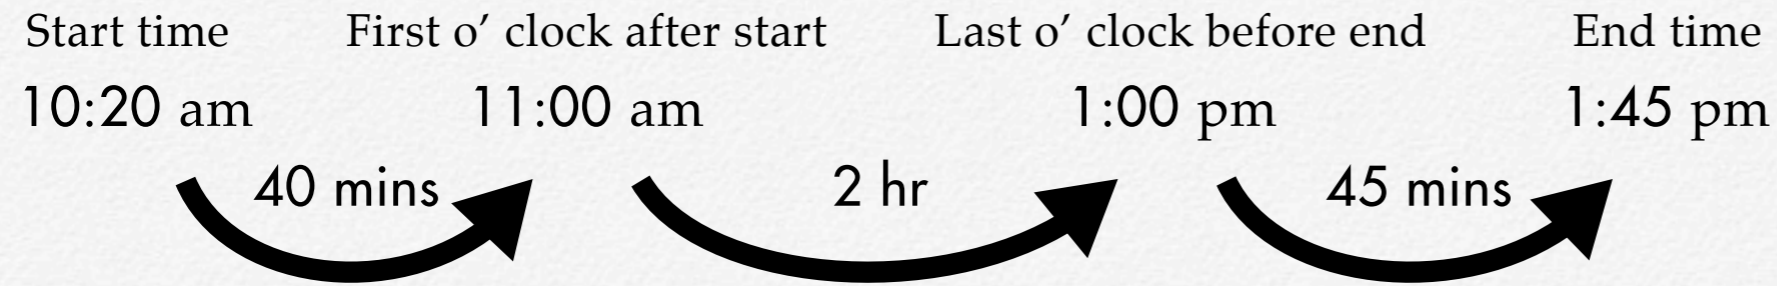 Start time First o’ clock after start Last o’ clock before end End time
10:20 am 11:00 am 1:00 pm 1:45 pm
40 mins 2 hr 45 mins